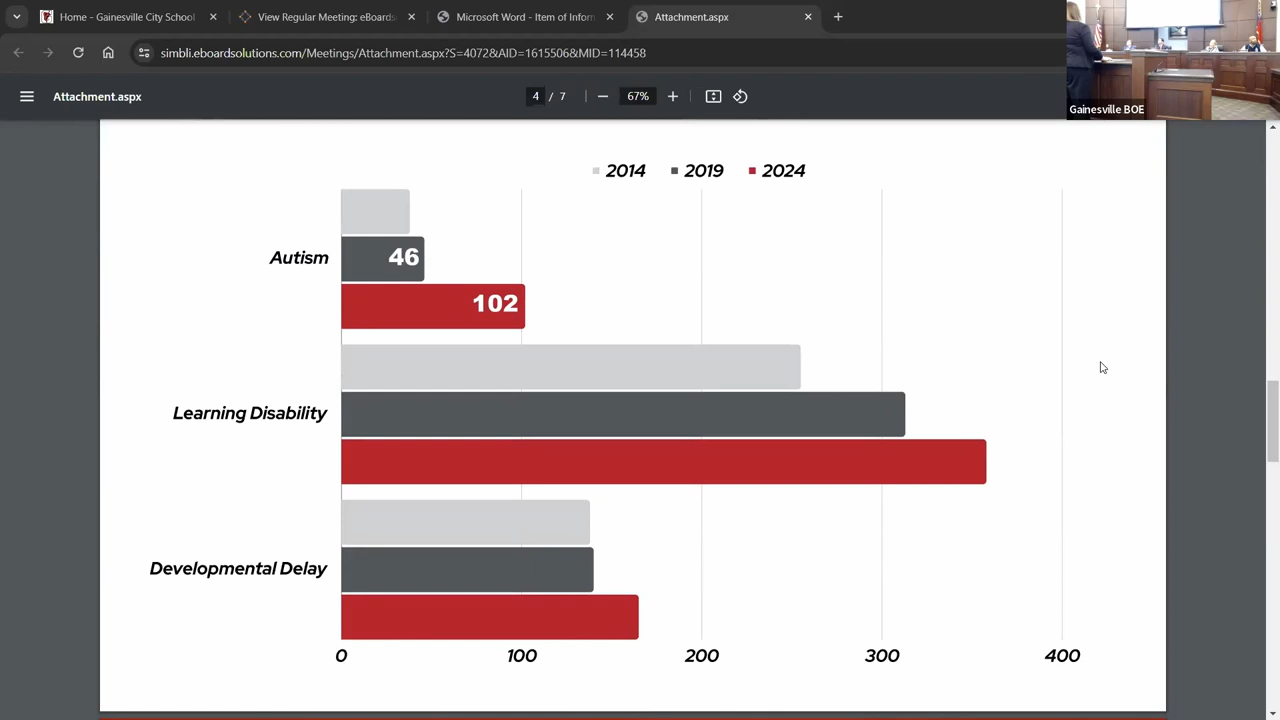 Home - Gainesville City School
View Regular Meeting: eBoards
Microsoft Word - Item of Inforn
Attachment.aspx
simbli.eboardsolutions.com/Meetings/Attachment.aspx?S=4072&AID=1615506&MID=114458
Attachment.aspx
4 / 7
67%
Gainesville BOE
2014 2019 2024
Autism
46
102
Learning Disability
Developmental Delay
0 100 200 300 400